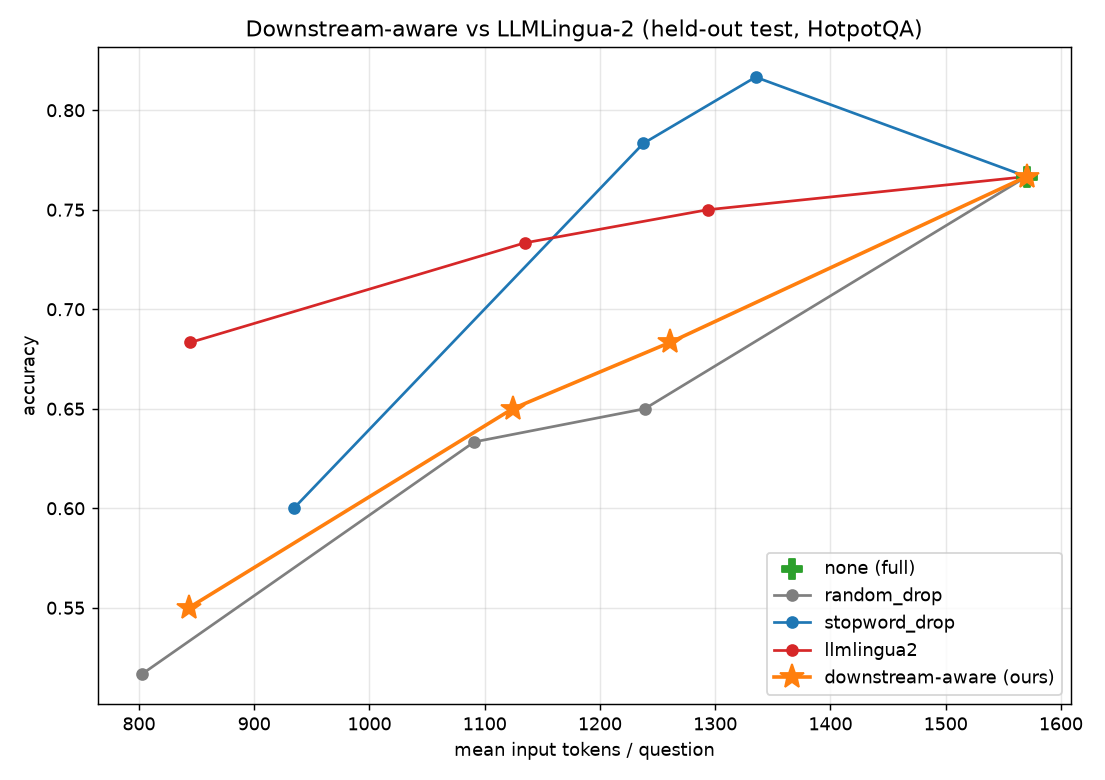 Downstream-aware vs LLMLingua-2 (held-out test, HotpotQA)
accuracy
0.80
0.75
0.70
0.65
0.60
0.55
800 900 1000 1100 1200 1300 1400 1500 1600
mean input tokens / question
none (full)
random_drop
stopword_drop
llmlingua2
downstream-aware (ours)